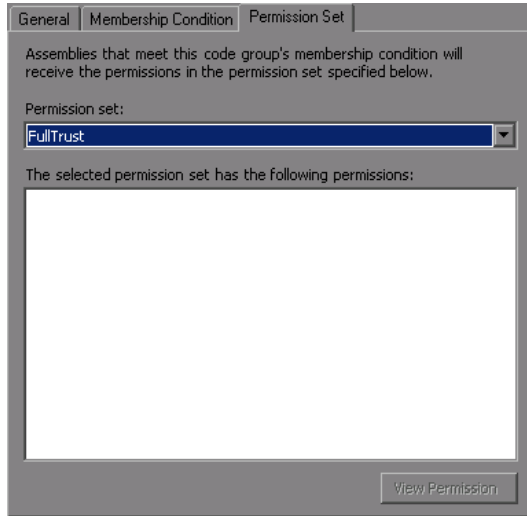 General
Membership Condition
Permission Set
Assemblies that meet this code group's membership condition will
receive the permissions in the permission set specified below.
Permission set:
FullTrust
The selected permission set has the following permissions:
View Permission